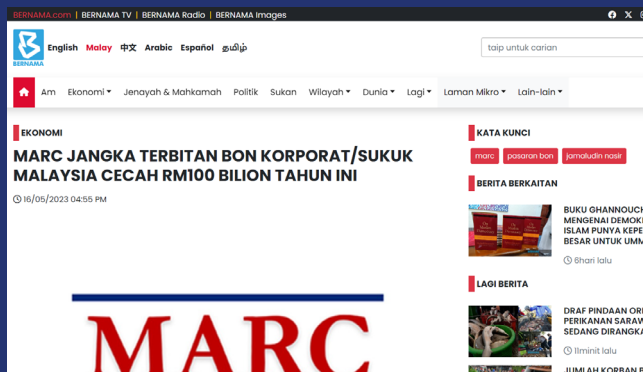 BERNAMA.com | BERNAMA TV | BERNAMA Radio | BERNAMA Images
BERNAMA
English Malay 中文 Arabic Español தமிழ்
taip untuk carian
Am Ekonomi Jenayah & Mahkamah Politik Sukan Wilayah Dunia Lagi Laman Mikro Lain-lain
EKONOMI
MARC JANGKA TERBITAN BON KORPORAT/SUKUK
MALAYSIA CECAH RM100 BILION TAHUN INI
16/05/2023 04:55 PM
MARC
KATA KUNCI
marc pasaran bon jamaludin nasir
BERITA BERKAITAN
BUKU GHANNOUCH
MENGENAI DEMOK
ISLAM PUNYA KEPE
BESAR UNTUK UMM
6hari lalu
LAGI BERITA
DRAF PINDAAN OR
PERIKANAN SARAW
SEDANG DIRANGKA
11minit lalu
JUMLAH KORBAN